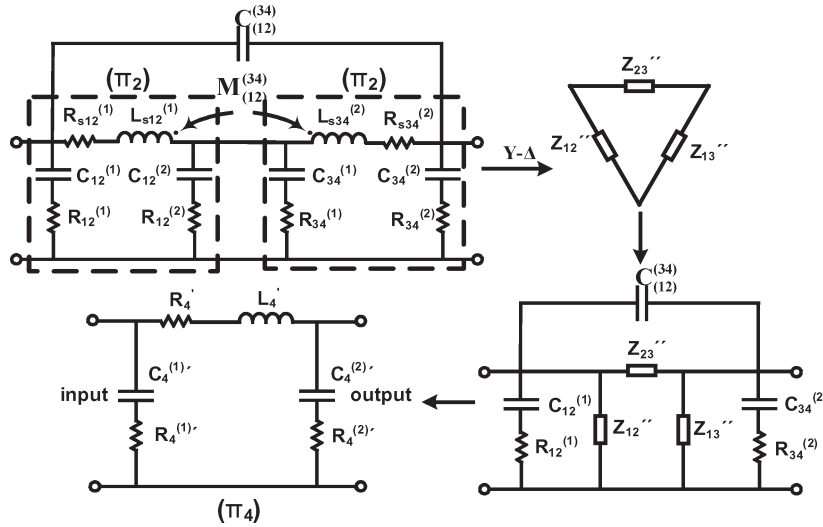 C(12)^(34)
(π₂) M(12)^(34) (π₂)
Rs12^(1) Ls12^(1) Ls34^(2) Rs34^(2)
C12^(1) C12^(2) C34^(1) C34^(2)
R12^(1) R12^(2) R34^(1) R34^(2)
Y-Δ
Z23´´
Z12´´ Z13´´
C(12)^(34)
Z23´´
C12^(1) Z12´´ Z13´´ C34^(2
R12^(1) R34^(2)
R4' L4'
input C4^(1)´ C4^(2)´ output
R4^(1)´ R4^(2)´
(π₄)